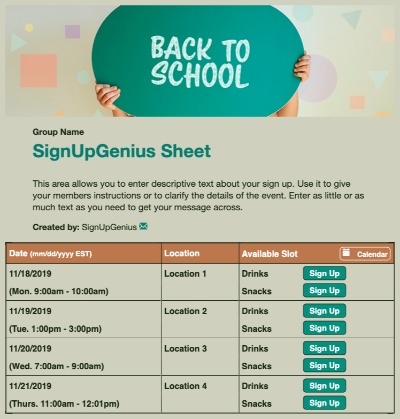 BACK TO
SCHOOL
Group Name
SignUpGenius Sheet
This area allows you to enter descriptive text about your sign up. Use it to give
your members instructions or to clarify the details of the event. Enter as little or as
much text as you need to get your message across.
Created by: SignUpGenius
Date (mm/dd/yyyy EST) Location Available Slot Calendar
11/18/2019 Location 1 Drinks Sign Up
(Mon. 9:00am - 10:00am) Snacks Sign Up
11/19/2019 Location 2 Drinks Sign Up
(Tue. 1:00pm - 3:00pm) Snacks Sign Up
11/20/2019 Location 3 Drinks Sign Up
(Wed. 7:00am - 9:00am) Snacks Sign Up
11/21/2019 Location 4 Drinks Sign Up
(Thurs. 11:00am - 12:01pm) Snacks Sign Up